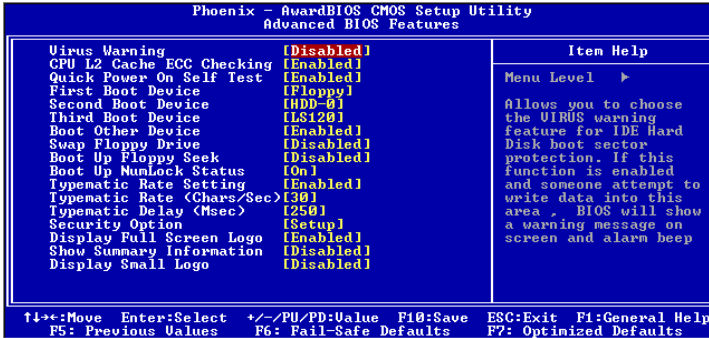 Phoenix - AwardBIOS CMOS Setup Utility
Advanced BIOS Features
Virus Warning [Disabled]
CPU L2 Cache ECC Checking [Enabled]
Quick Power On Self Test [Enabled]
First Boot Device [Floppy]
Second Boot Device [HDD-0]
Third Boot Device [LS120]
Boot Other Device [Enabled]
Swap Floppy Drive [Disabled]
Boot Up Floppy Seek [Disabled]
Boot Up NumLock Status [On]
Typematic Rate Setting [Enabled]
Typematic Rate (Chars/Sec)[30]
Typematic Delay (Msec) [250]
Security Option [Setup]
Display Full Screen Logo [Enabled]
Show Summary Information [Disabled]
Display Small Logo [Disabled]
Item Help
Menu Level ▶
Allows you to choose
the VIRUS warning
feature for IDE Hard
Disk boot sector
protection. If this
function is enabled
and someone attempt to
write data into this
area , BIOS will show
a warning message on
screen and alarm beep
↑↓→←:Move Enter:Select +/-/PU/PD:Value F10:Save ESC:Exit F1:General Help
F5: Previous Values F6: Fail-Safe Defaults F7: Optimized Defaults